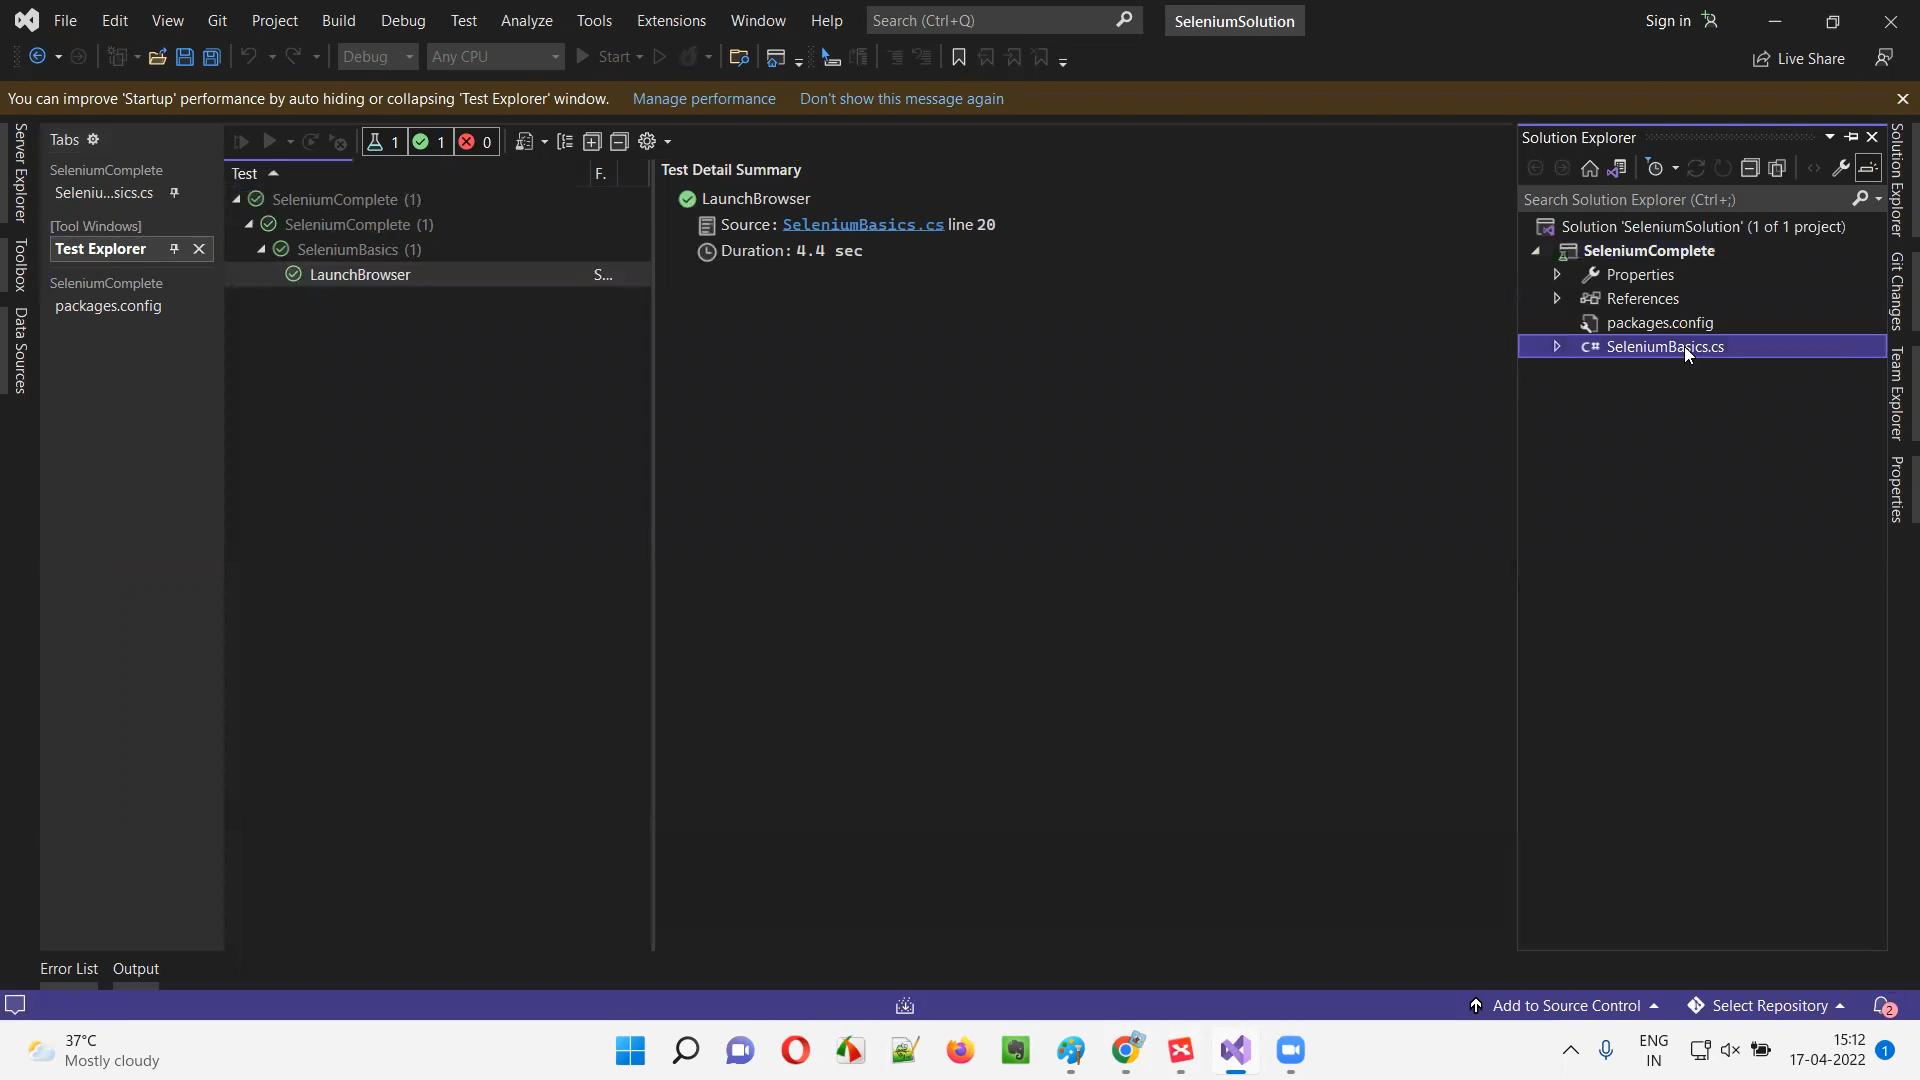 File Edit View Git Project Build Debug Test Analyze Tools Extensions Window Help Search (Ctrl+Q) SeleniumSolution Sign in
Debug Any CPU Start Live Share
You can improve 'Startup' performance by auto hiding or collapsing 'Test Explorer' window. Manage performance Don't show this message again
Server Explorer
Toolbox
Data Sources
Tabs
SeleniumComplete
Seleniu...sics.cs
[Tool Windows]
Test Explorer
SeleniumComplete
packages.config
1 1 0
Test F.
SeleniumComplete (1)
SeleniumComplete (1)
SeleniumBasics (1)
LaunchBrowser S...
Test Detail Summary
LaunchBrowser
Source: SeleniumBasics.cs line 20
Duration: 4.4 sec
Solution Explorer
Search Solution Explorer (Ctrl+;)
Solution 'SeleniumSolution' (1 of 1 project)
SeleniumComplete
Properties
References
packages.config
C# SeleniumBasics.cs
Solution Explorer
Git Changes
Team Explorer
Properties
Error List Output
Add to Source Control Select Repository 2
37°C
Mostly cloudy
ENG
IN
15:12
17-04-2022
1